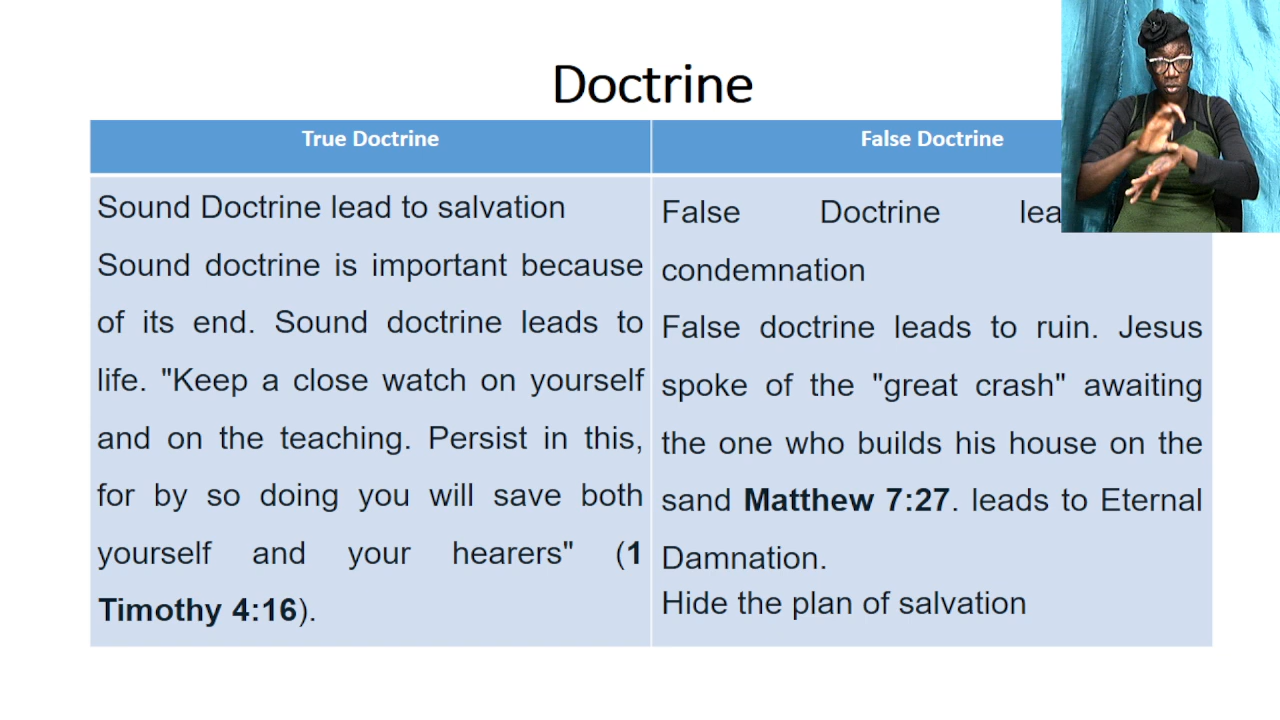 Doctrine
True Doctrine
False Doctrine
Sound Doctrine lead to salvation
Sound doctrine is important because
of its end. Sound doctrine leads to
life. "Keep a close watch on yourself
and on the teaching. Persist in this,
for by so doing you will save both
yourself and your hearers" (1
Timothy 4:16).
False Doctrine
condemnation
False doctrine leads to ruin. Jesus
spoke of the "great crash" awaiting
the one who builds his house on the
sand Matthew 7:27. leads to Eternal
Damnation.
Hide the plan of salvation